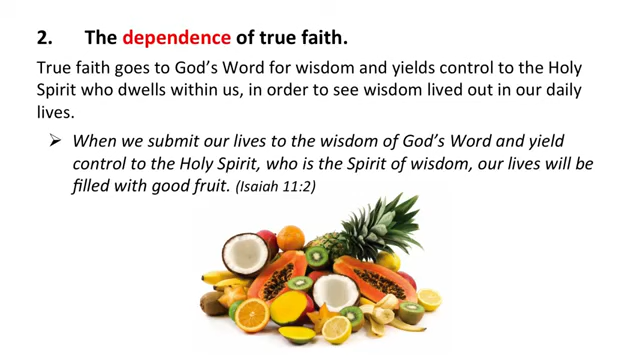 2. The dependence of true faith.
True faith goes to God's Word for wisdom and yields control to the Holy
Spirit who dwells within us, in order to see wisdom lived out in our daily
lives.
➢ When we submit our lives to the wisdom of God's Word and yield
control to the Holy Spirit, who is the Spirit of wisdom, our lives will be
filled with good fruit. (Isaiah 11:2)